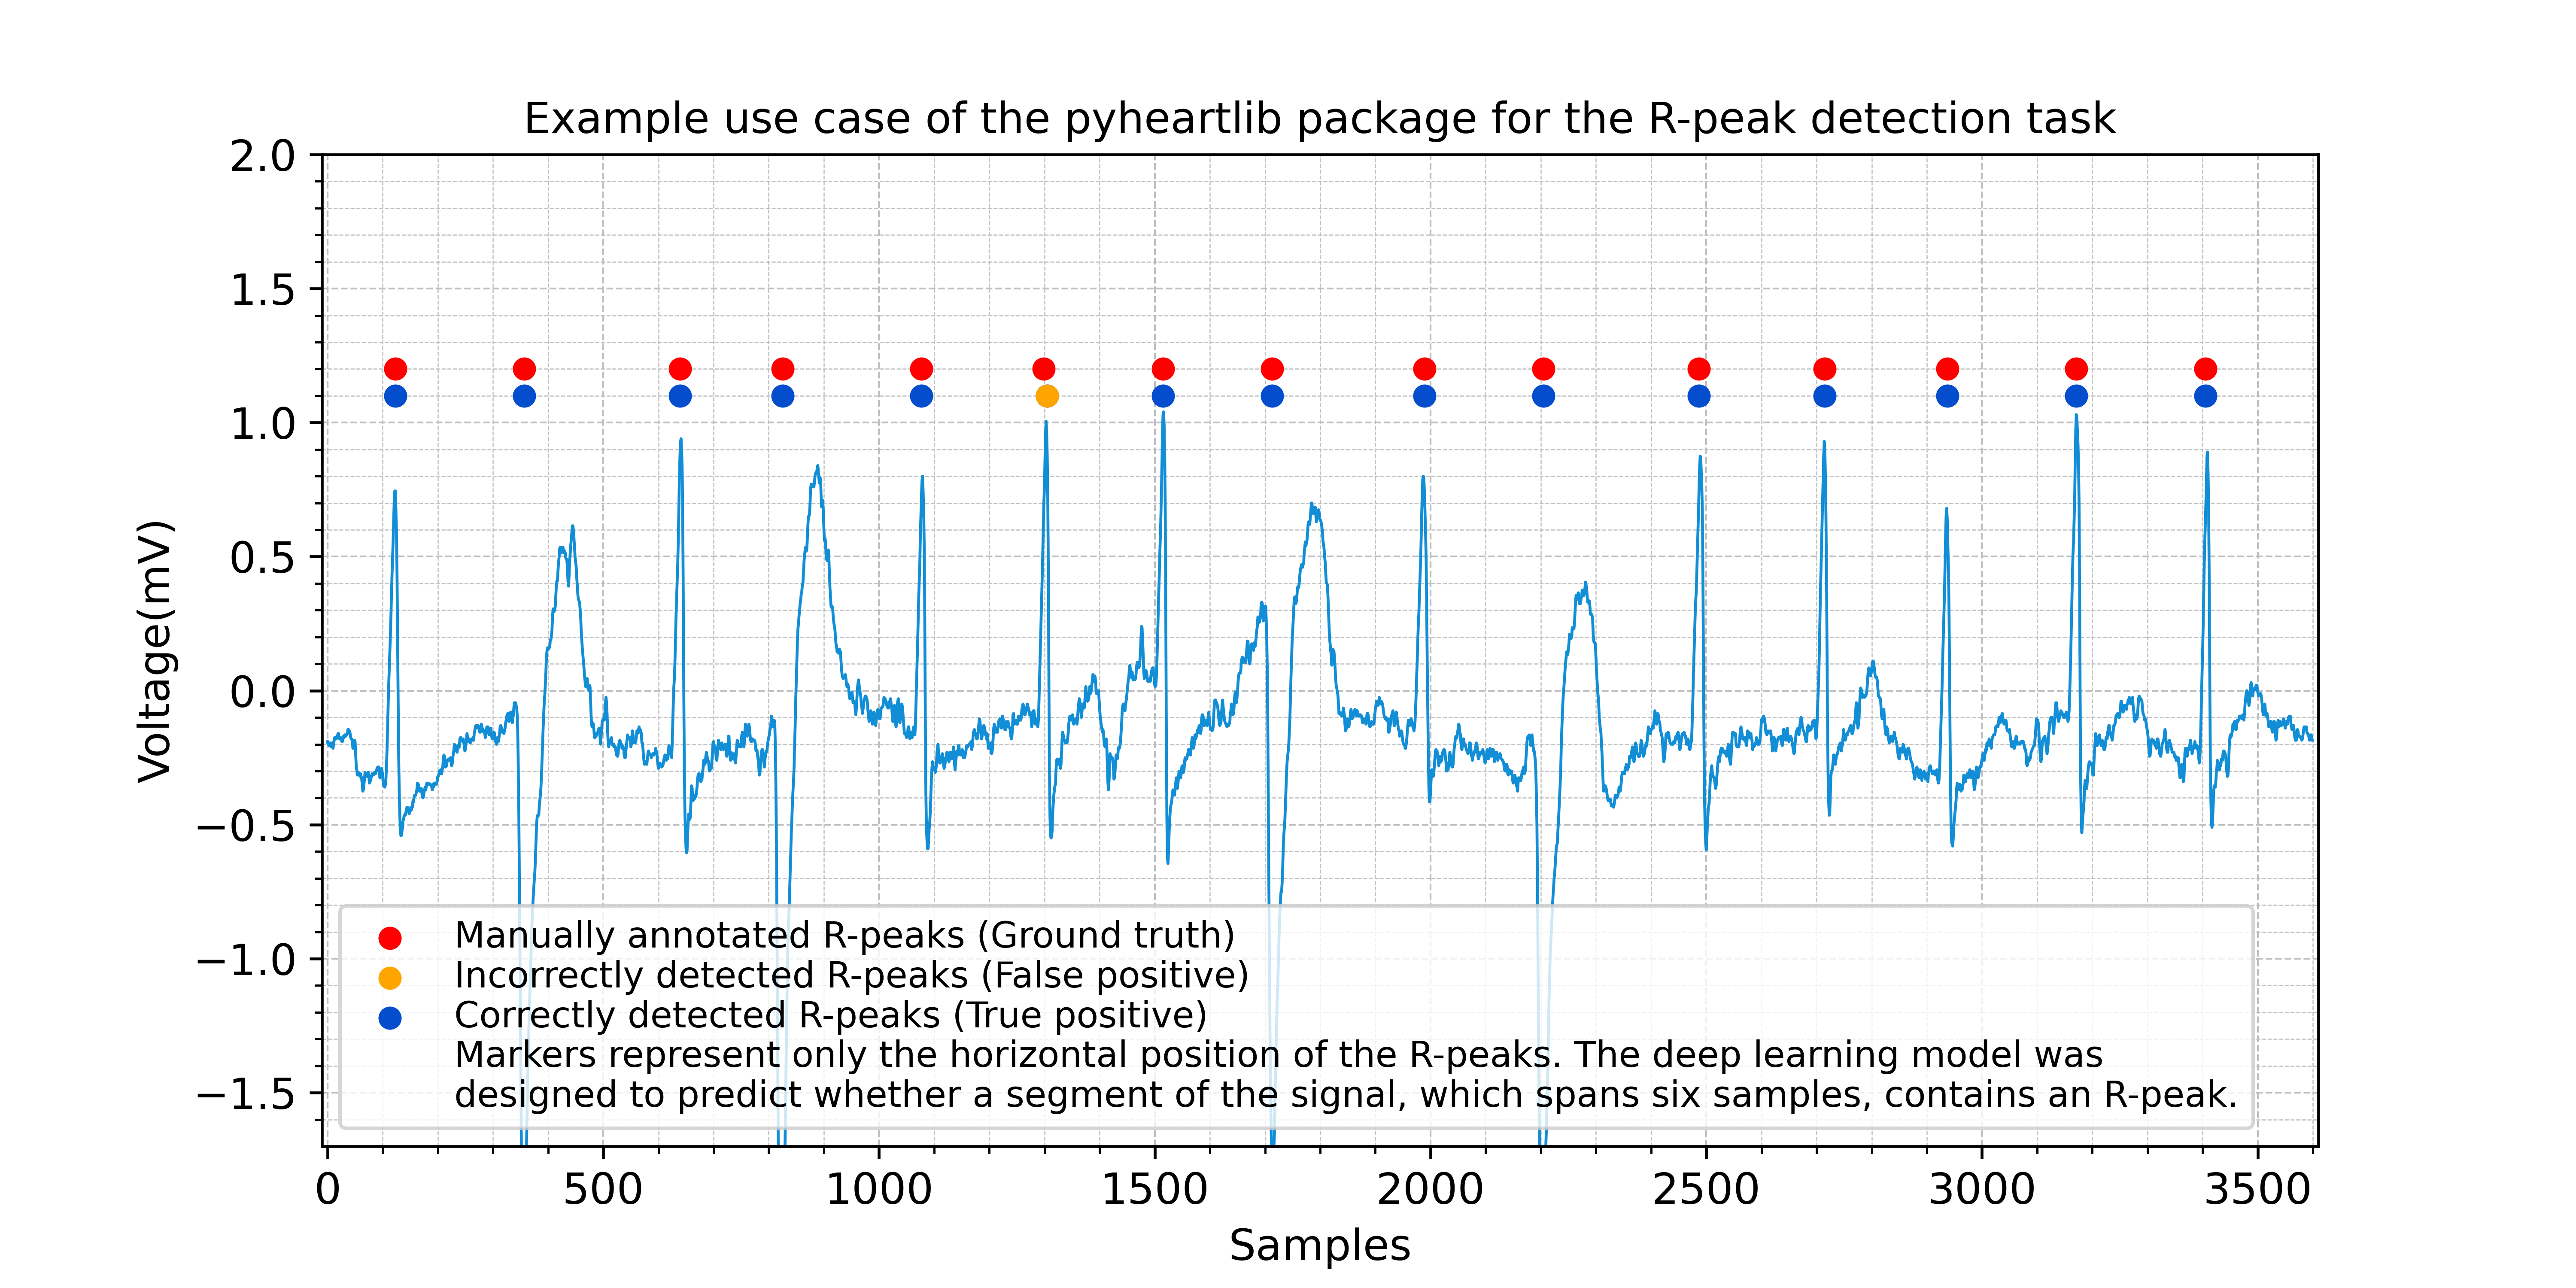 Example use case of the pyheartlib package for the R-peak detection task
2.0
1.5
1.0
0.5
0.0
−0.5
−1.0
−1.5
Voltage(mV)
Manually annotated R-peaks (Ground truth)
Incorrectly detected R-peaks (False positive)
Correctly detected R-peaks (True positive)
Markers represent only the horizontal position of the R-peaks. The deep learning model was
designed to predict whether a segment of the signal, which spans six samples, contains an R-peak.
0 500 1000 1500 2000 2500 3000 3500
Samples